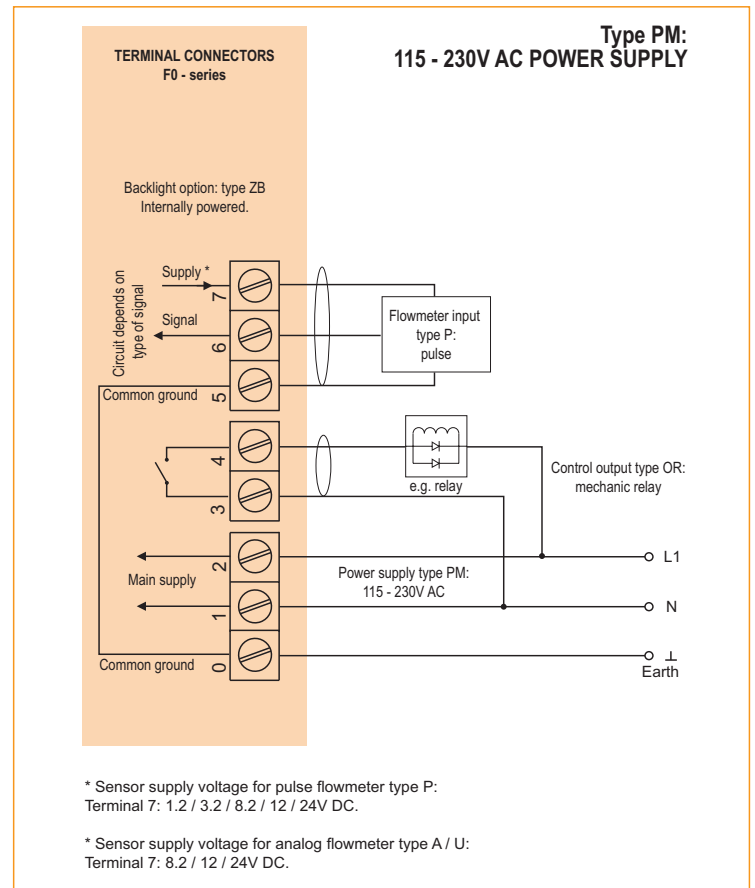 Type PM:
115 - 230V AC POWER SUPPLY
TERMINAL CONNECTORS
F0 - series
Backlight option: type ZB
Internally powered.
Circuit depends on
type of signal
Supply *
7
Signal
6
Common ground
5
Flowmeter input
type P:
pulse
4
3
e.g. relay
Control output type OR:
mechanic relay
2
Main supply
1
Power supply type PM:
115 - 230V AC
L1
N
Common ground
0
Earth
* Sensor supply voltage for pulse flowmeter type P:
Terminal 7: 1.2 / 3.2 / 8.2 / 12 / 24V DC.
* Sensor supply voltage for analog flowmeter type A / U:
Terminal 7: 8.2 / 12 / 24V DC.